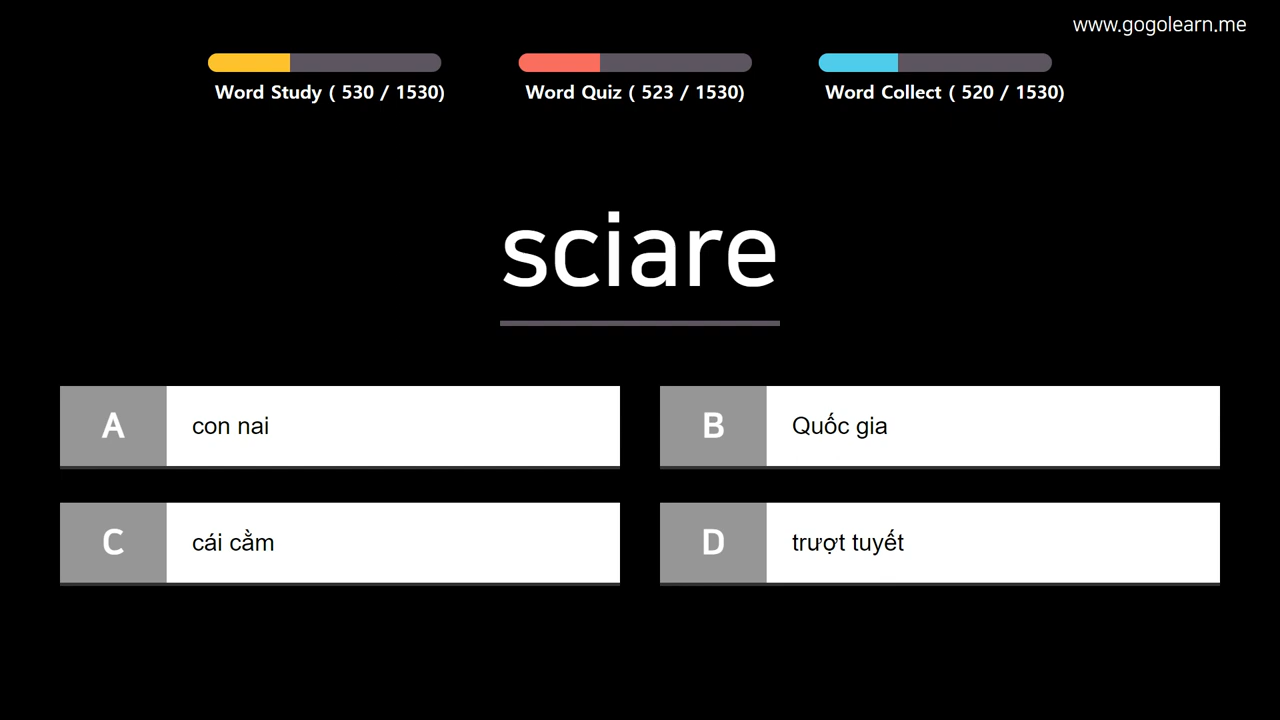 www.gogolearn.me
Word Study ( 530 / 1530)
Word Quiz ( 523 / 1530)
Word Collect ( 520 / 1530)
sciare
A con nai
B Quốc gia
C cái cằm
D trượt tuyết